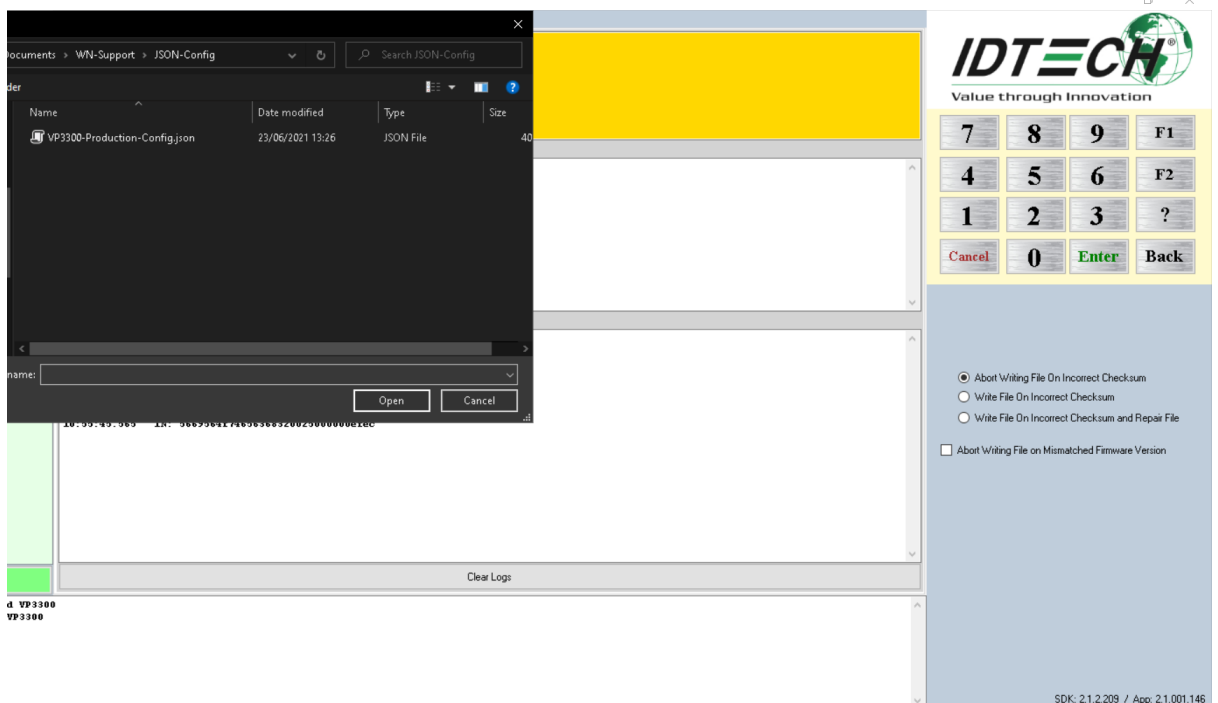 Documents > WN-Support > JSON-Config
Search JSON-Config
der
?
Name
Date modified
Type
Size
VP3300-Production-Config.json
23/06/2021 13:26
JSON File
40
name:
Open
Cancel
IDTECH®
Value through Innovation
7 8 9 F1
4 5 6 F2
1 2 3 ?
Cancel 0 Enter Back
Abort Writing File On Incorrect Checksum
Write File On Incorrect Checksum
Write File On Incorrect Checksum and Repair File
Abort Writing File on Mismatched Firmware Version
Clear Logs
d VP3300
VP3300
SDK: 2.1.2.209 / App: 2.1.001.146